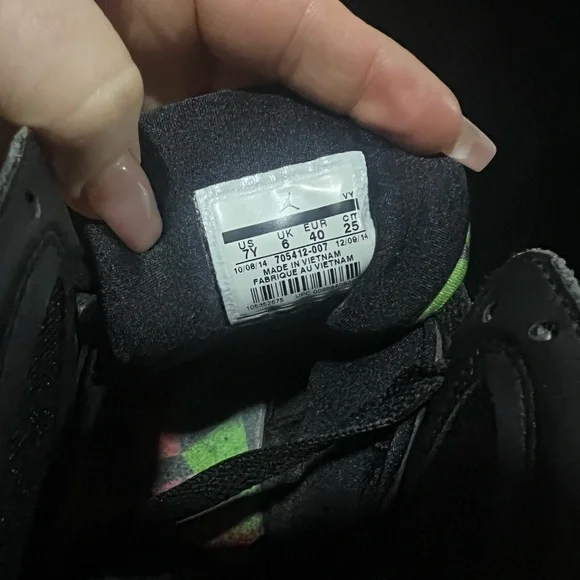 VY
US UK EUR CM
7Y 6 40 25
10/08/14 705412-007 12/09/14
MADE IN VIETNAM
FABRIQUE AU VIETNAM